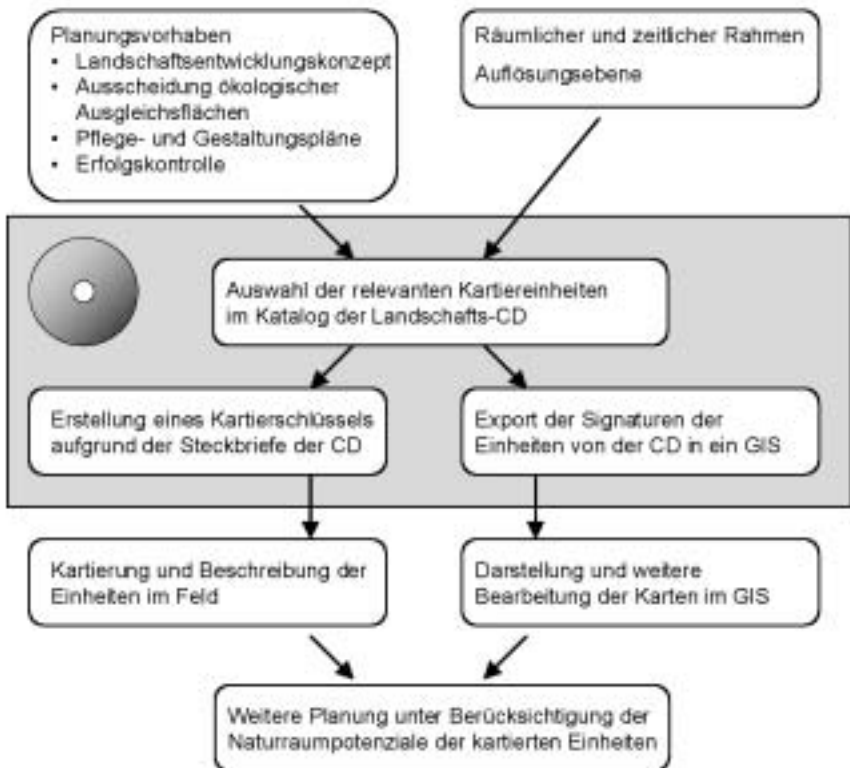 Planungsvorhaben
• Landschaftsentwicklungskonzept
• Ausscheidung ökologischer
Ausgleichsflächen
• Pflege- und Gestaltungspläne
• Erfolgskontrolle
Räumlicher und zeitlicher Rahmen
Auflösungsebene
Auswahl der relevanten Kartiereinheiten
im Katalog der Landschafts-CD
Erstellung eines Kartierschlüssels
aufgrund der Steckbriefe der CD
Export der Signaturen der
Einheiten von der CD in ein GIS
Kartierung und Beschreibung der
Einheiten im Feld
Darstellung und weitere
Bearbeitung der Karten im GIS
Weitere Planung unter Berücksichtigung der
Naturraumpotenziale der kartierten Einheiten